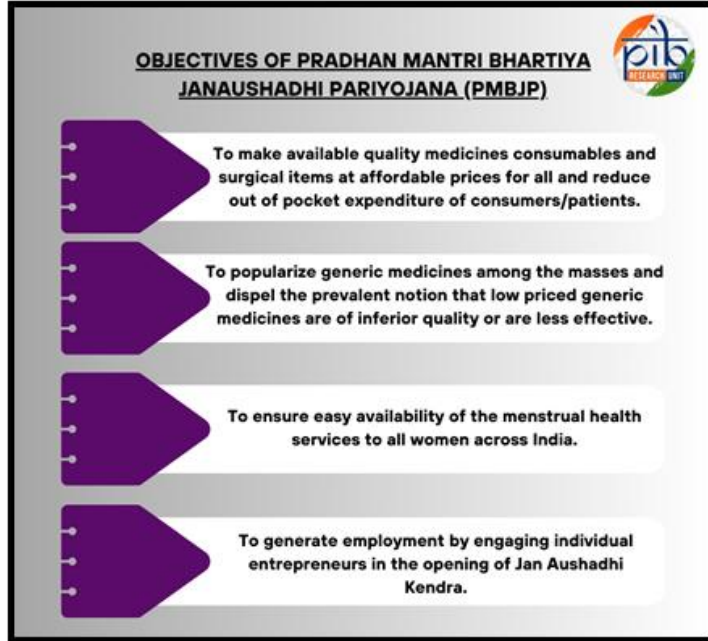 OBJECTIVES OF PRADHAN MANTRI BHARTIYA
JANAUSHADHI PARIYOJANA (PMBJP)
pib
RESEARCH UNIT
To make available quality medicines consumables and
surgical items at affordable prices for all and reduce
out of pocket expenditure of consumers/patients.
To popularize generic medicines among the masses and
dispel the prevalent notion that low priced generic
medicines are of inferior quality or are less effective.
To ensure easy availability of the menstrual health
services to all women across India.
To generate employment by engaging individual
entrepreneurs in the opening of Jan Aushadhi
Kendra.